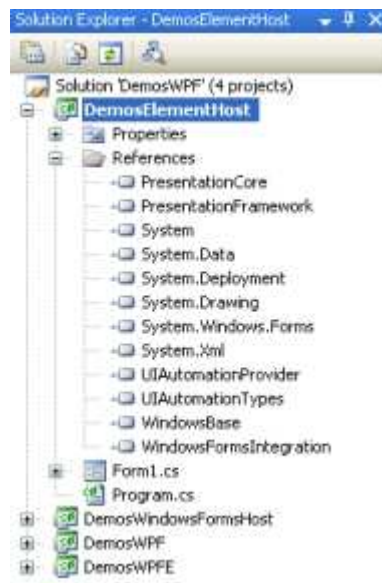 Solution Explorer - DemosElementHost
Solution 'DemosWPF' (4 projects)
DemosElementHost
Properties
References
PresentationCore
PresentationFramework
System
System.Data
System.Deployment
System.Drawing
System.Windows.Forms
System.Xml
UIAutomationProvider
UIAutomationTypes
WindowsBase
WindowsFormsIntegration
Form1.cs
Program.cs
DemosWindowsFormsHost
DemosWPF
DemosWPFE